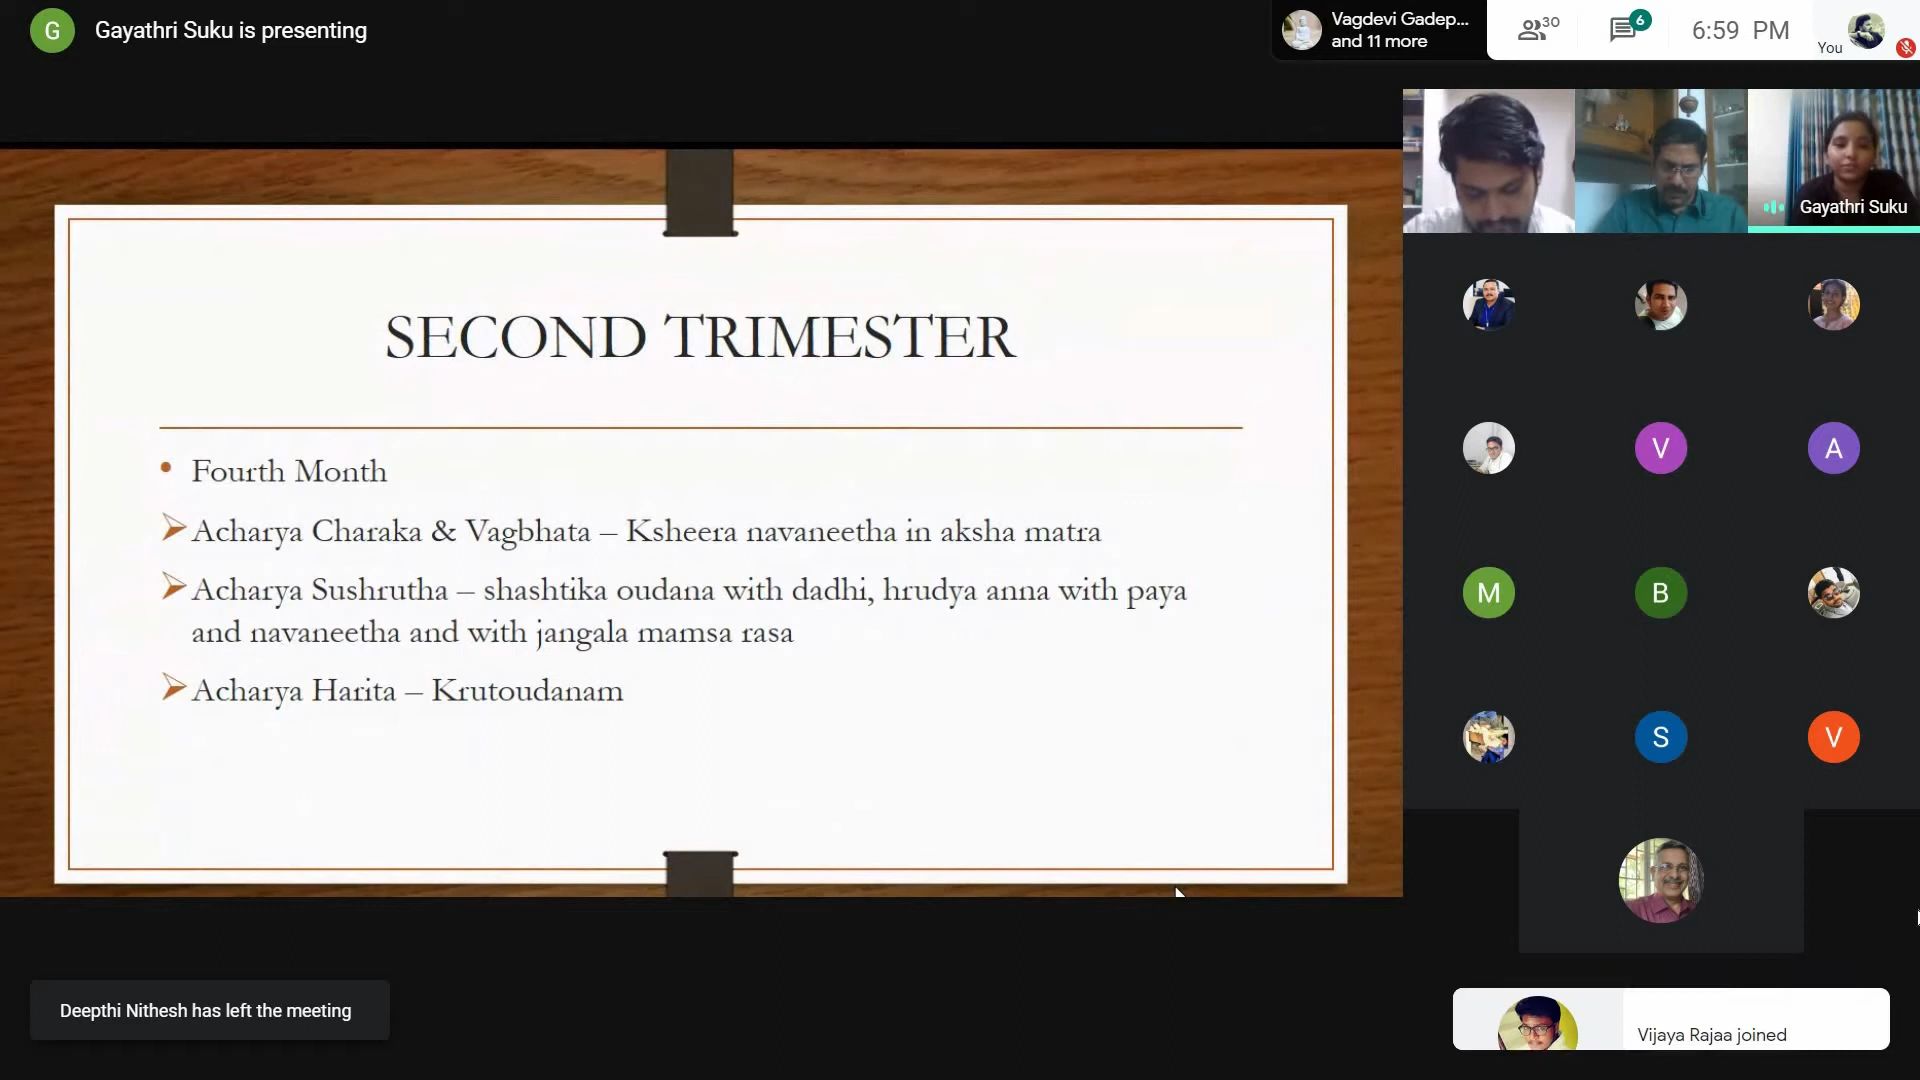 G
Gayathri Suku is presenting
Vagdevi Gadep...
and 11 more
30
6
6:59 PM
You
Gayathri Suku
SECOND TRIMESTER
• Fourth Month
➢ Acharya Charaka & Vagbhata – Ksheera navaneetha in aksha matra
➢ Acharya Sushrutha – shashtika oudana with dadhi, hrudya anna with paya
and navaneetha and with jangala mamsa rasa
➢ Acharya Harita – Krutoudanam
V
A
M
B
S
V
Deepthi Nithesh has left the meeting
Vijaya Rajaa joined